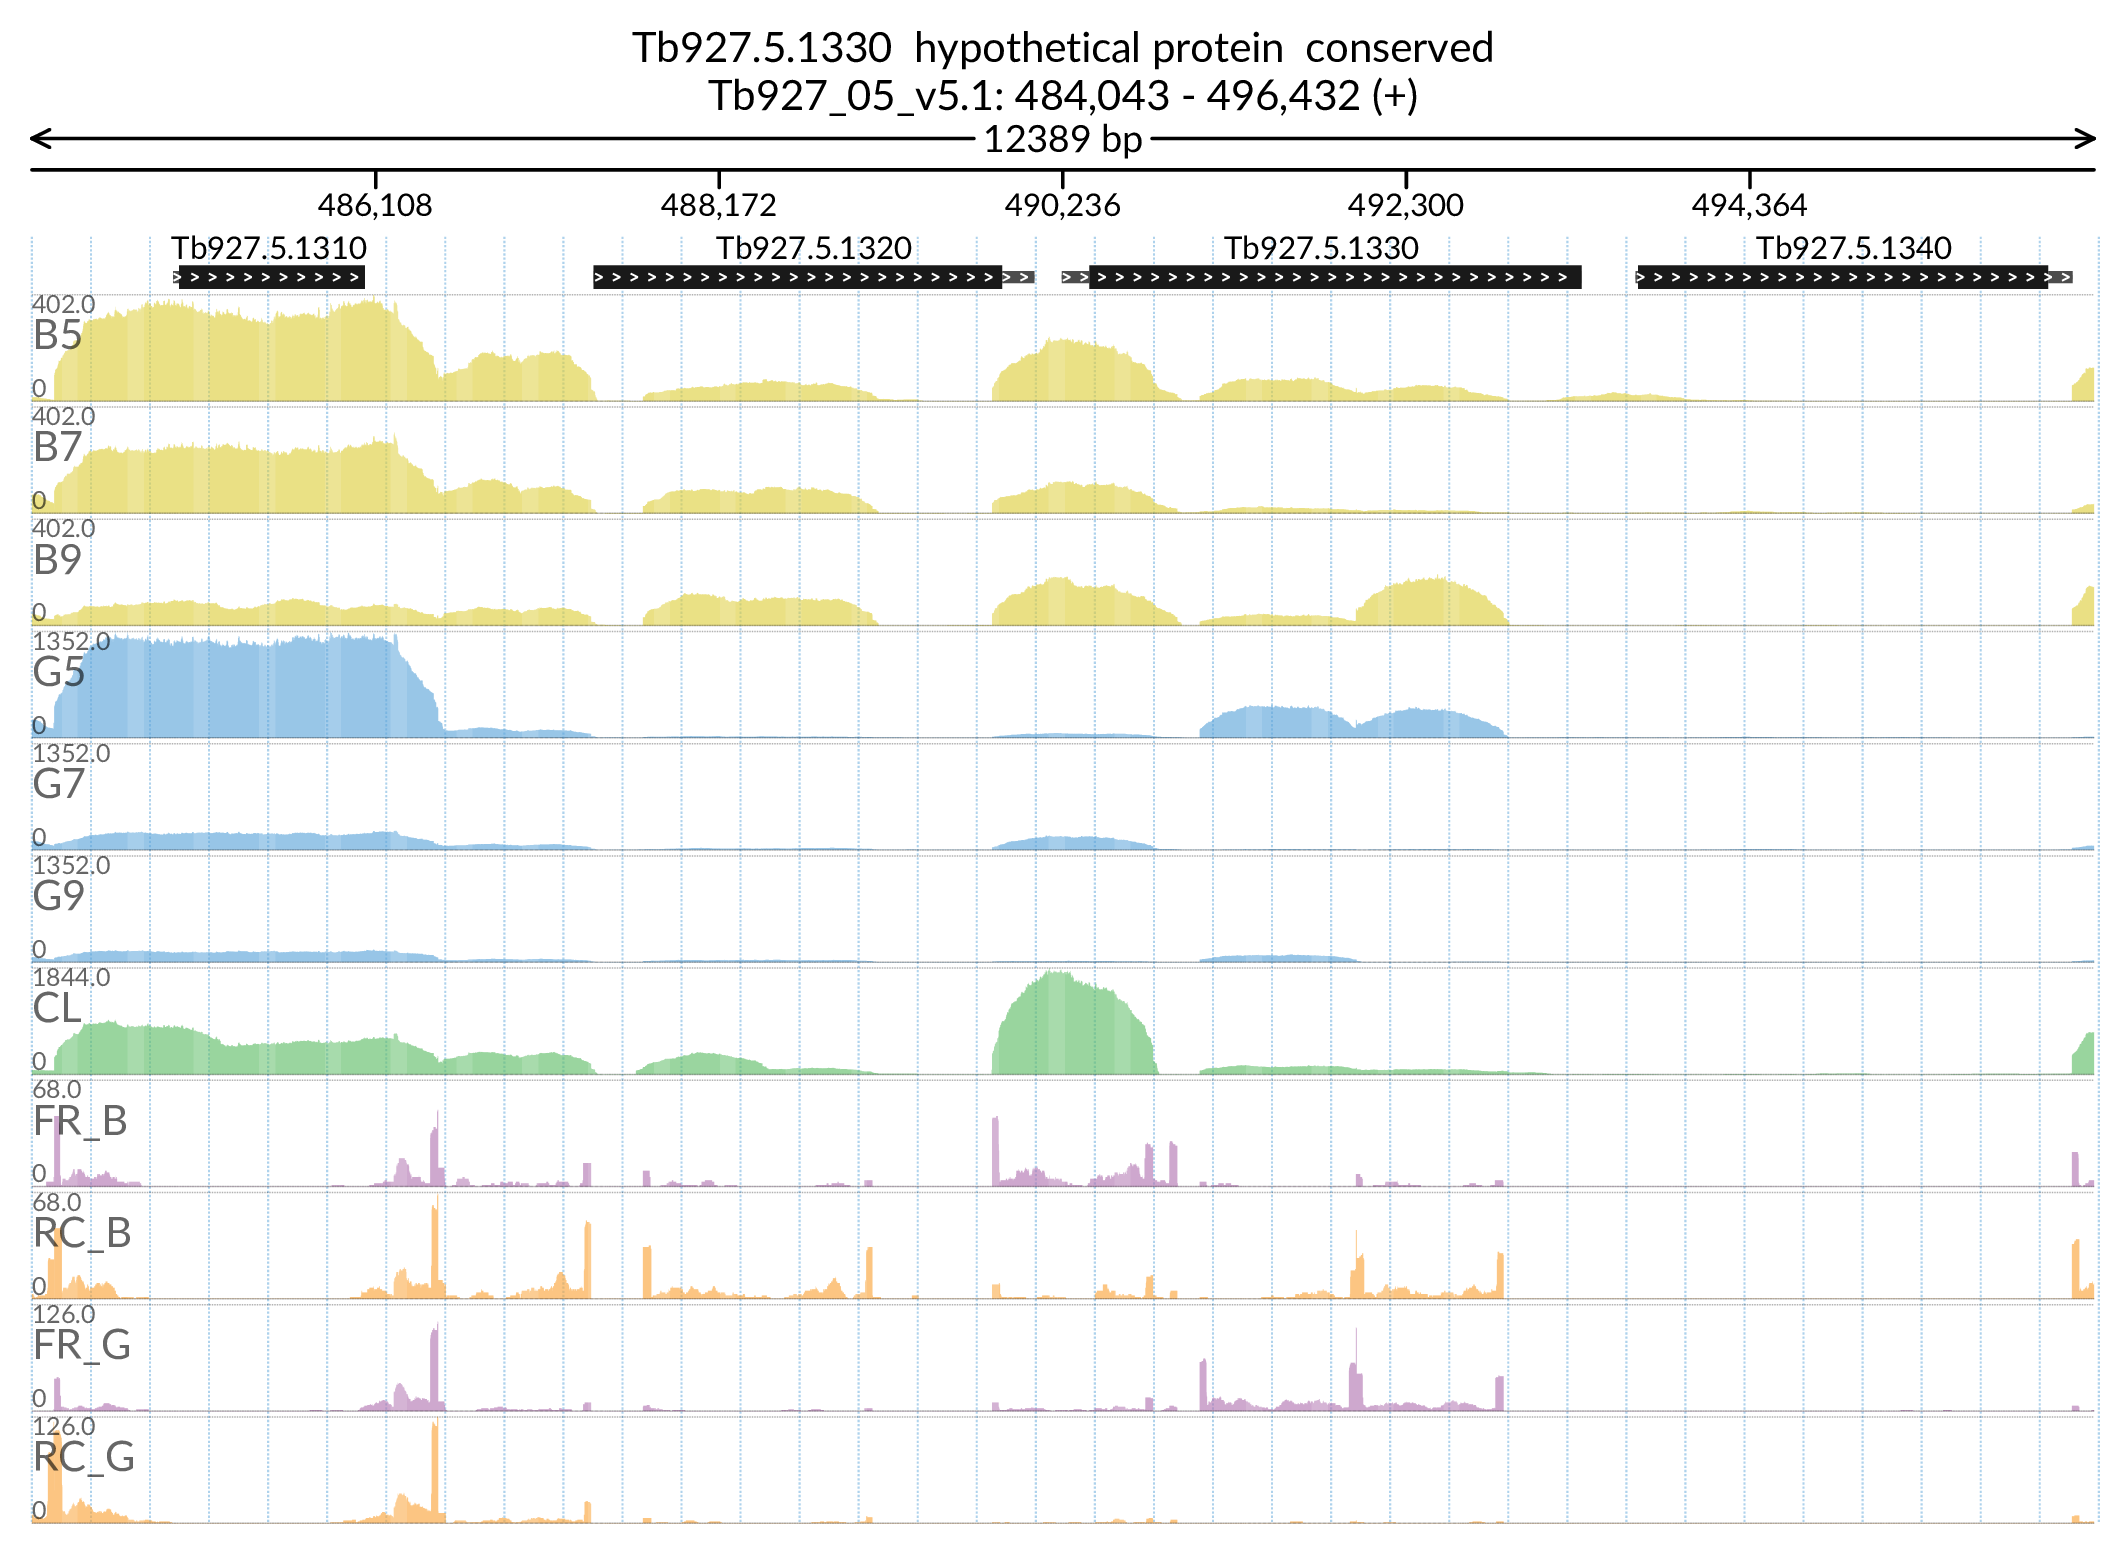 Tb927.5.1330 hypothetical protein conserved
Tb927_05_v5.1: 484,043 - 496,432 (+)
12389 bp
486,108 488,172 490,236 492,300 494,364
Tb927.5.1310 Tb927.5.1320 Tb927.5.1330 Tb927.5.1340
402.0
B5
0
402.0
B7
0
402.0
B9
0
1352.0
G5
0
1352.0
G7
0
1352.0
G9
0
1844.0
CL
0
68.0
FR_B
0
68.0
RC_B
0
126.0
FR_G
0
126.0
RC_G
0